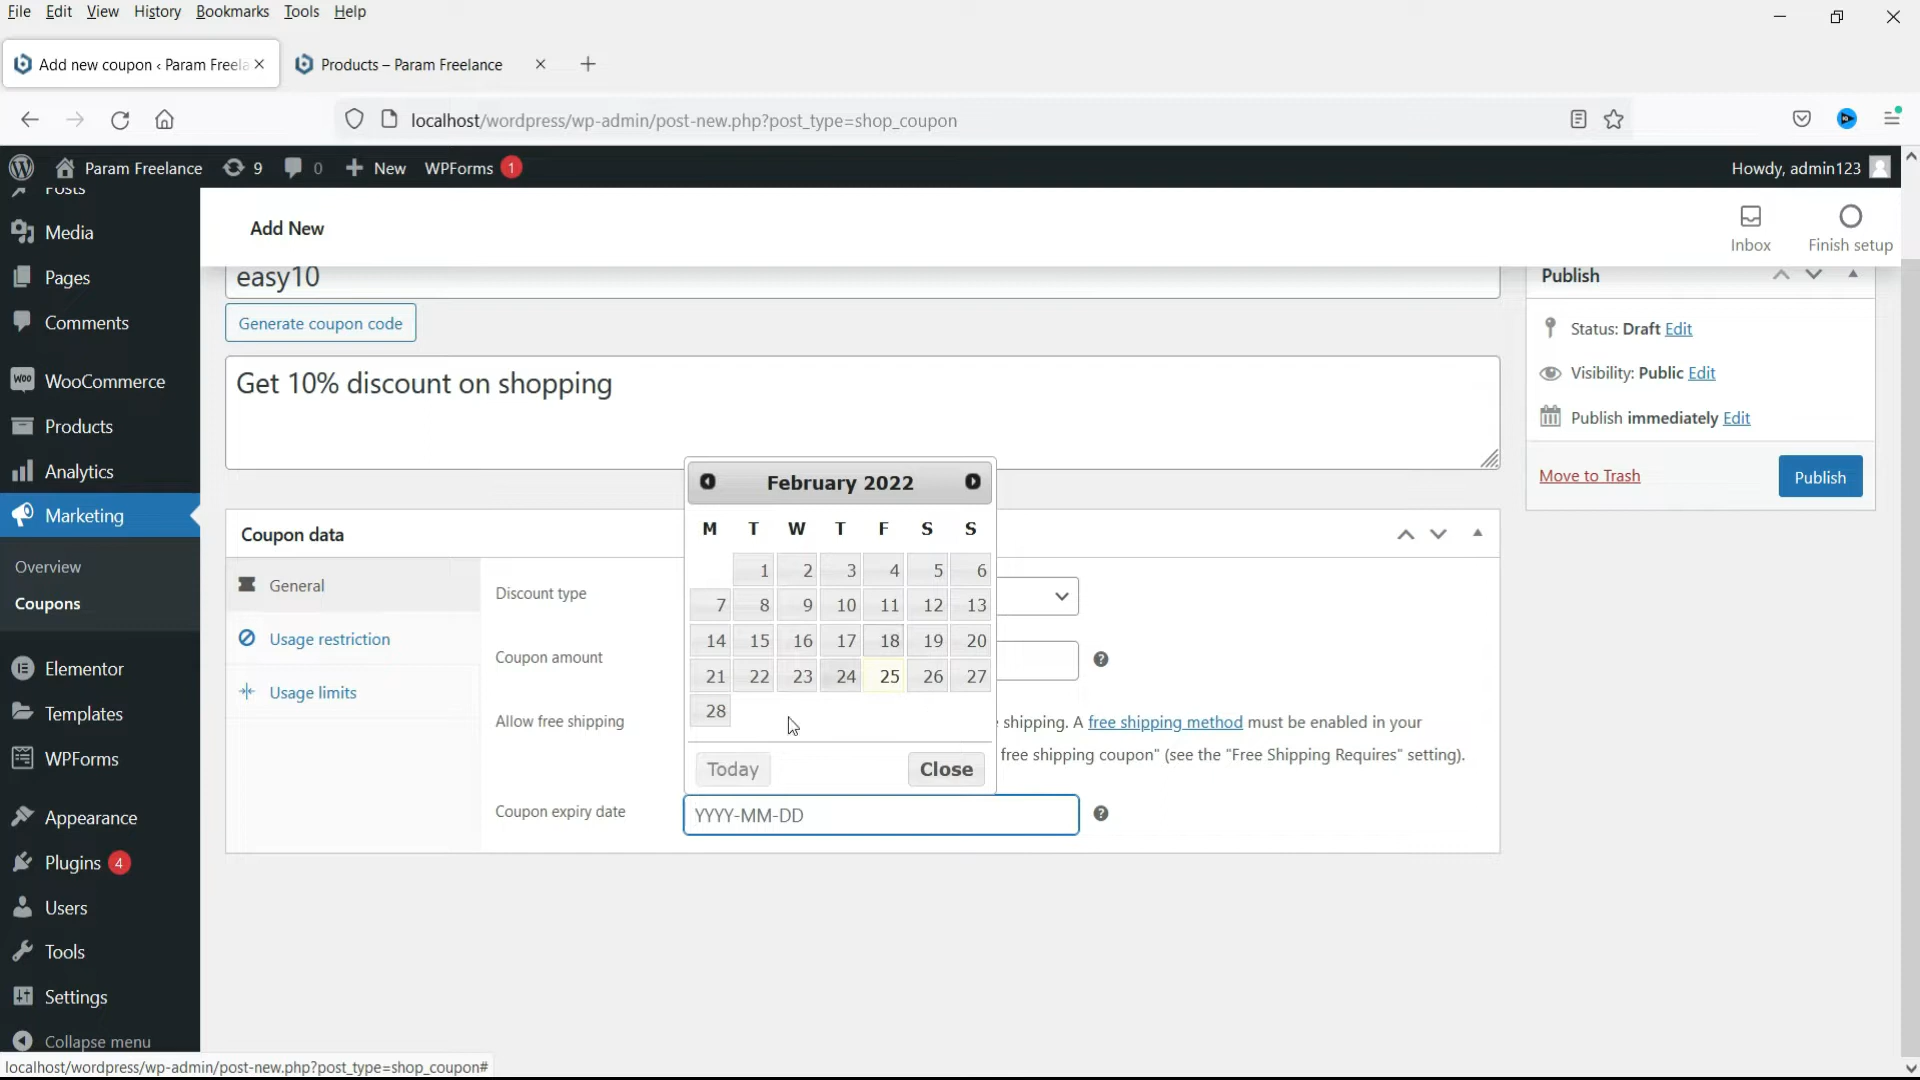 File Edit View History Bookmarks Tools Help
Add new coupon ‹ Param Freela
Products – Param Freelance
localhost/wordpress/wp-admin/post-new.php?post_type=shop_coupon
Param Freelance 9 0 New WPForms 1
Howdy, admin123
Posts
Media
Pages
Comments
WooCommerce
Products
Analytics
Marketing
Overview
Coupons
Elementor
Templates
WPForms
Appearance
Plugins 4
Users
Tools
Settings
Collapse menu
Add New
Inbox
Finish setup
easy10
Generate coupon code
Get 10% discount on shopping
Publish
Status: Draft Edit
Visibility: Public Edit
Publish immediately Edit
Move to Trash
Publish
Coupon data
General
Usage restriction
Usage limits
Discount type
Coupon amount
Allow free shipping
shipping. A free shipping method must be enabled in your
free shipping coupon" (see the "Free Shipping Requires" setting).
Coupon expiry date
YYYY-MM-DD
February 2022
M T W T F S S
1 2 3 4 5 6
7 8 9 10 11 12 13
14 15 16 17 18 19 20
21 22 23 24 25 26 27
28
Today
Close
localhost/wordpress/wp-admin/post-new.php?post_type=shop_coupon#